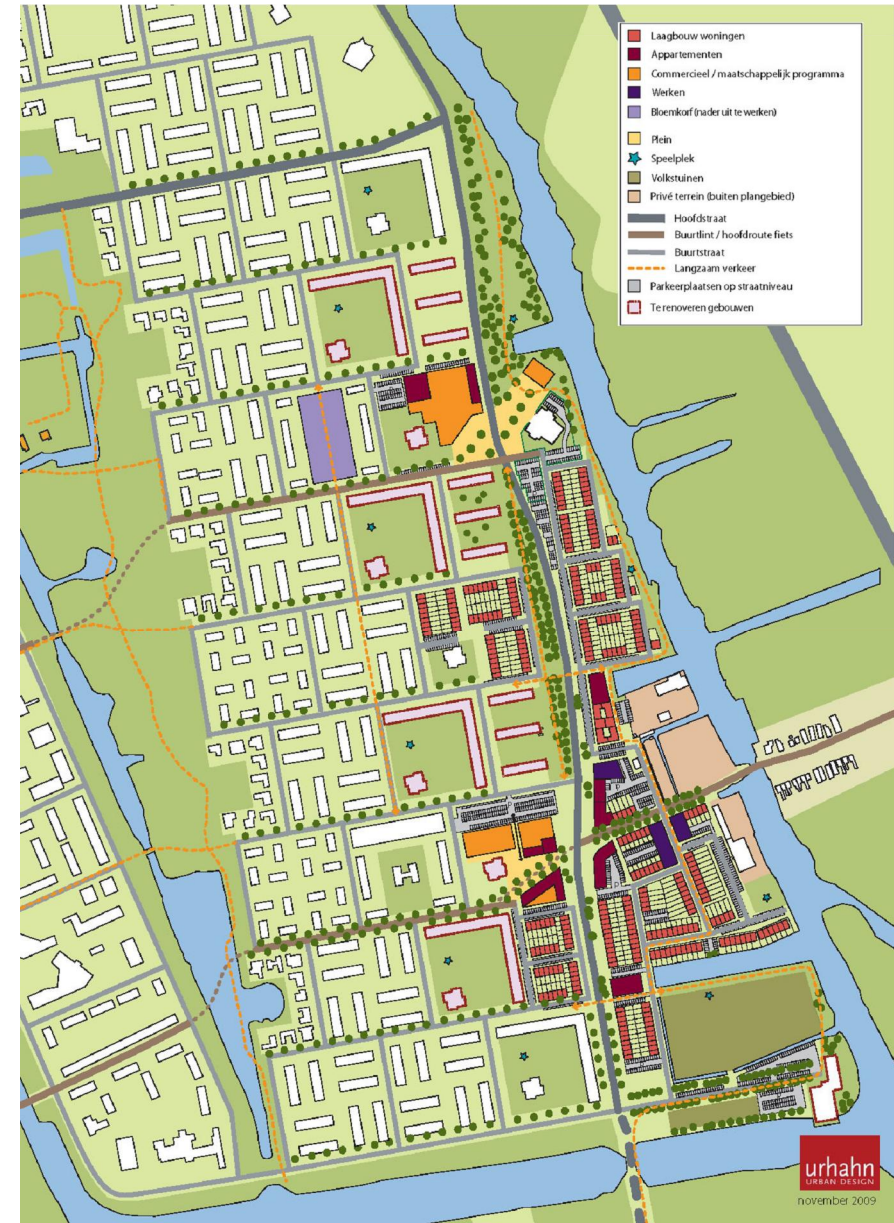 Laagbouw woningen
Appartementen
Commercieel / maatschappelijk programma
Werken
Bloemkorf (nader uit te werken)
Plein
Speelplek
Volkstuinen
Privé terrein (buiten plangebied)
Hoofdstraat
Buurtlint / hoofdroute fiets
Buurtstraat
Langzaam verkeer
Parkeerplaatsen op straatniveau
Te renoveren gebouwen
urhahn
URBAN DESIGN
november 2009